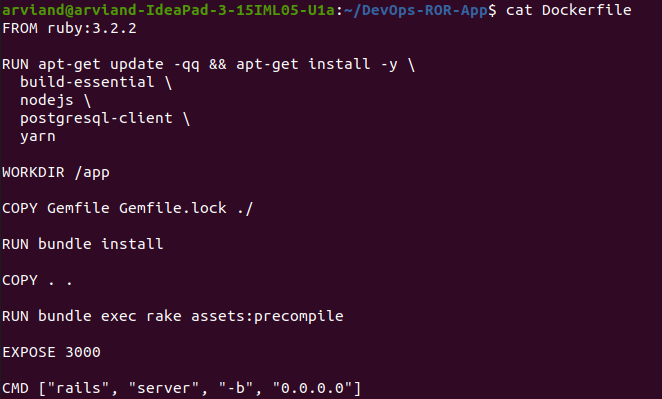 arviand@arviand-IdeaPad-3-15IML05-U1a:~/DevOps-ROR-App$ cat Dockerfile
FROM ruby:3.2.2
RUN apt-get update -qq && apt-get install -y \
  build-essential \
  nodejs \
  postgresql-client \
  yarn
WORKDIR /app
COPY Gemfile Gemfile.lock ./
RUN bundle install
COPY . .
RUN bundle exec rake assets:precompile
EXPOSE 3000
CMD ["rails", "server", "-b", "0.0.0.0"]